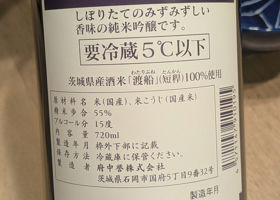 しぼりたてのみずみずしい
香味の純米吟醸です。
要冷蔵５℃以下
わたりぶね たんかん
茨城県産酒米「渡船」(短稈)100%使用
原材料名 米(国産)、米こうじ(国産米)
精米歩合 55%
アルコール分 15度
内容量 720ml
製造年月 枠外下部に記載
保存方法 冷蔵庫に保管ください。
製造者 府中誉株式会社
茨城県石岡市国府５丁目９番32号
製造年月